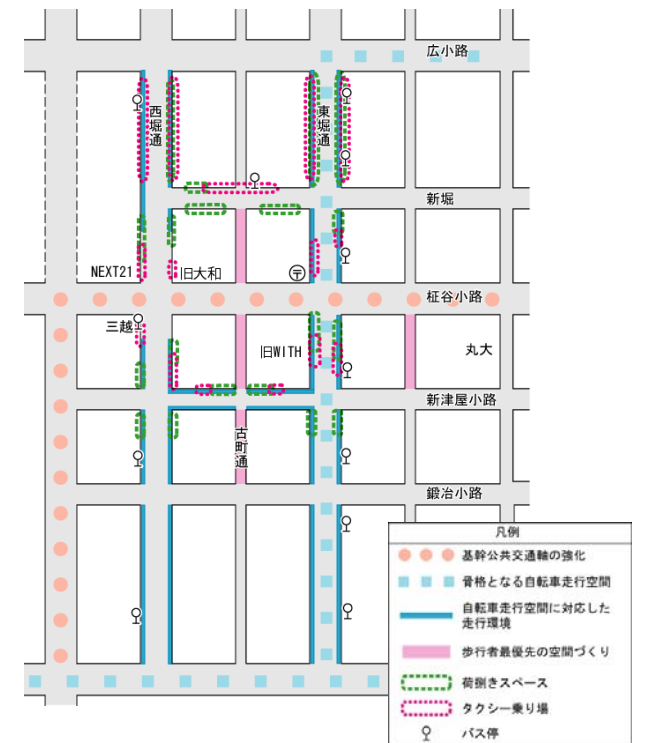 広小路
西堀通
東堀通
新堀
NEXT21
旧大和
〒
柾谷小路
三越
旧WITH
丸大
新津屋小路
古町通
鍛冶小路
凡例
基幹公共交通軸の強化
骨格となる自転車走行空間
自転車走行空間に対応した
走行環境
歩行者最優先の空間づくり
荷捌きスペース
タクシー乗り場
バス停